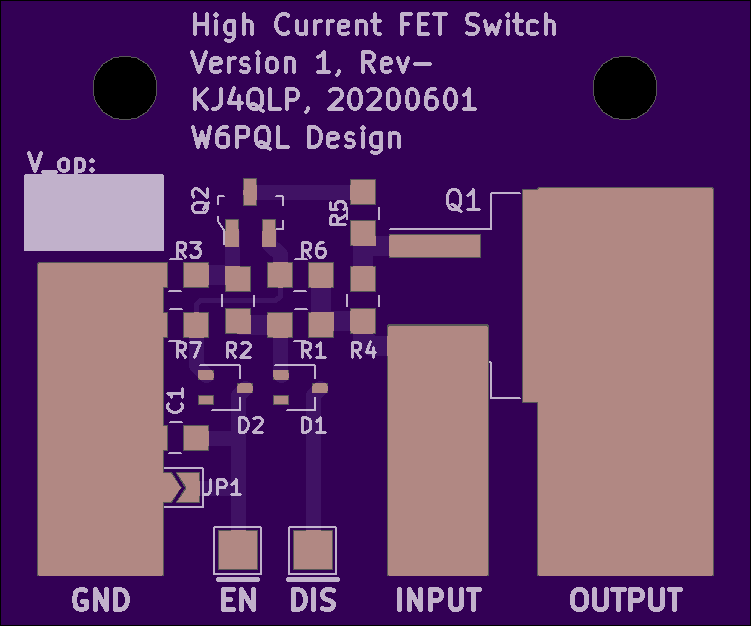 High Current FET Switch
Version 1, Rev-
KJ4QLP, 20200601
W6PQL Design
V_op:
Q2
R5
Q1
R3
R6
R7
R2
R1
R4
C1
D2
D1
JP1
GND
EN
DIS
INPUT
OUTPUT